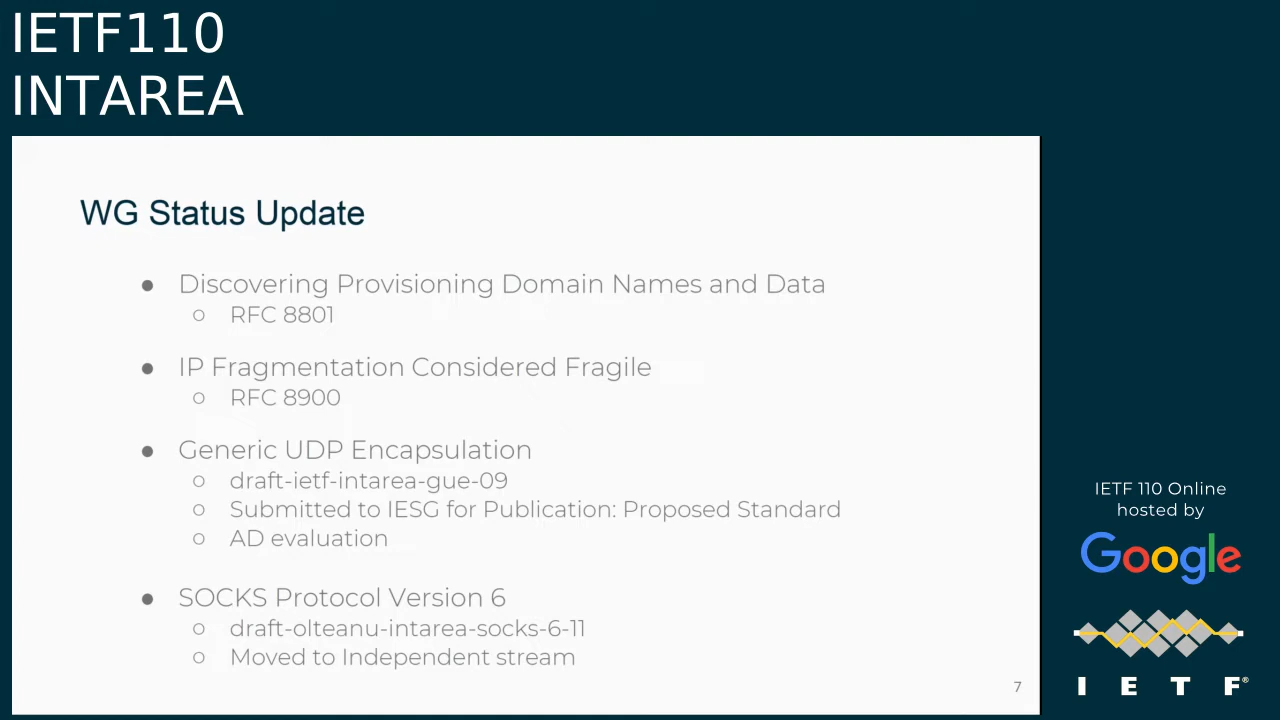 IETF110
INTAREA
WG Status Update
● Discovering Provisioning Domain Names and Data
○ RFC 8801
● IP Fragmentation Considered Fragile
○ RFC 8900
● Generic UDP Encapsulation
○ draft-ietf-intarea-gue-09
○ Submitted to IESG for Publication: Proposed Standard
○ AD evaluation
● SOCKS Protocol Version 6
○ draft-olteanu-intarea-socks-6-11
○ Moved to Independent stream
7
IETF 110 Online
hosted by
Google
IETF®